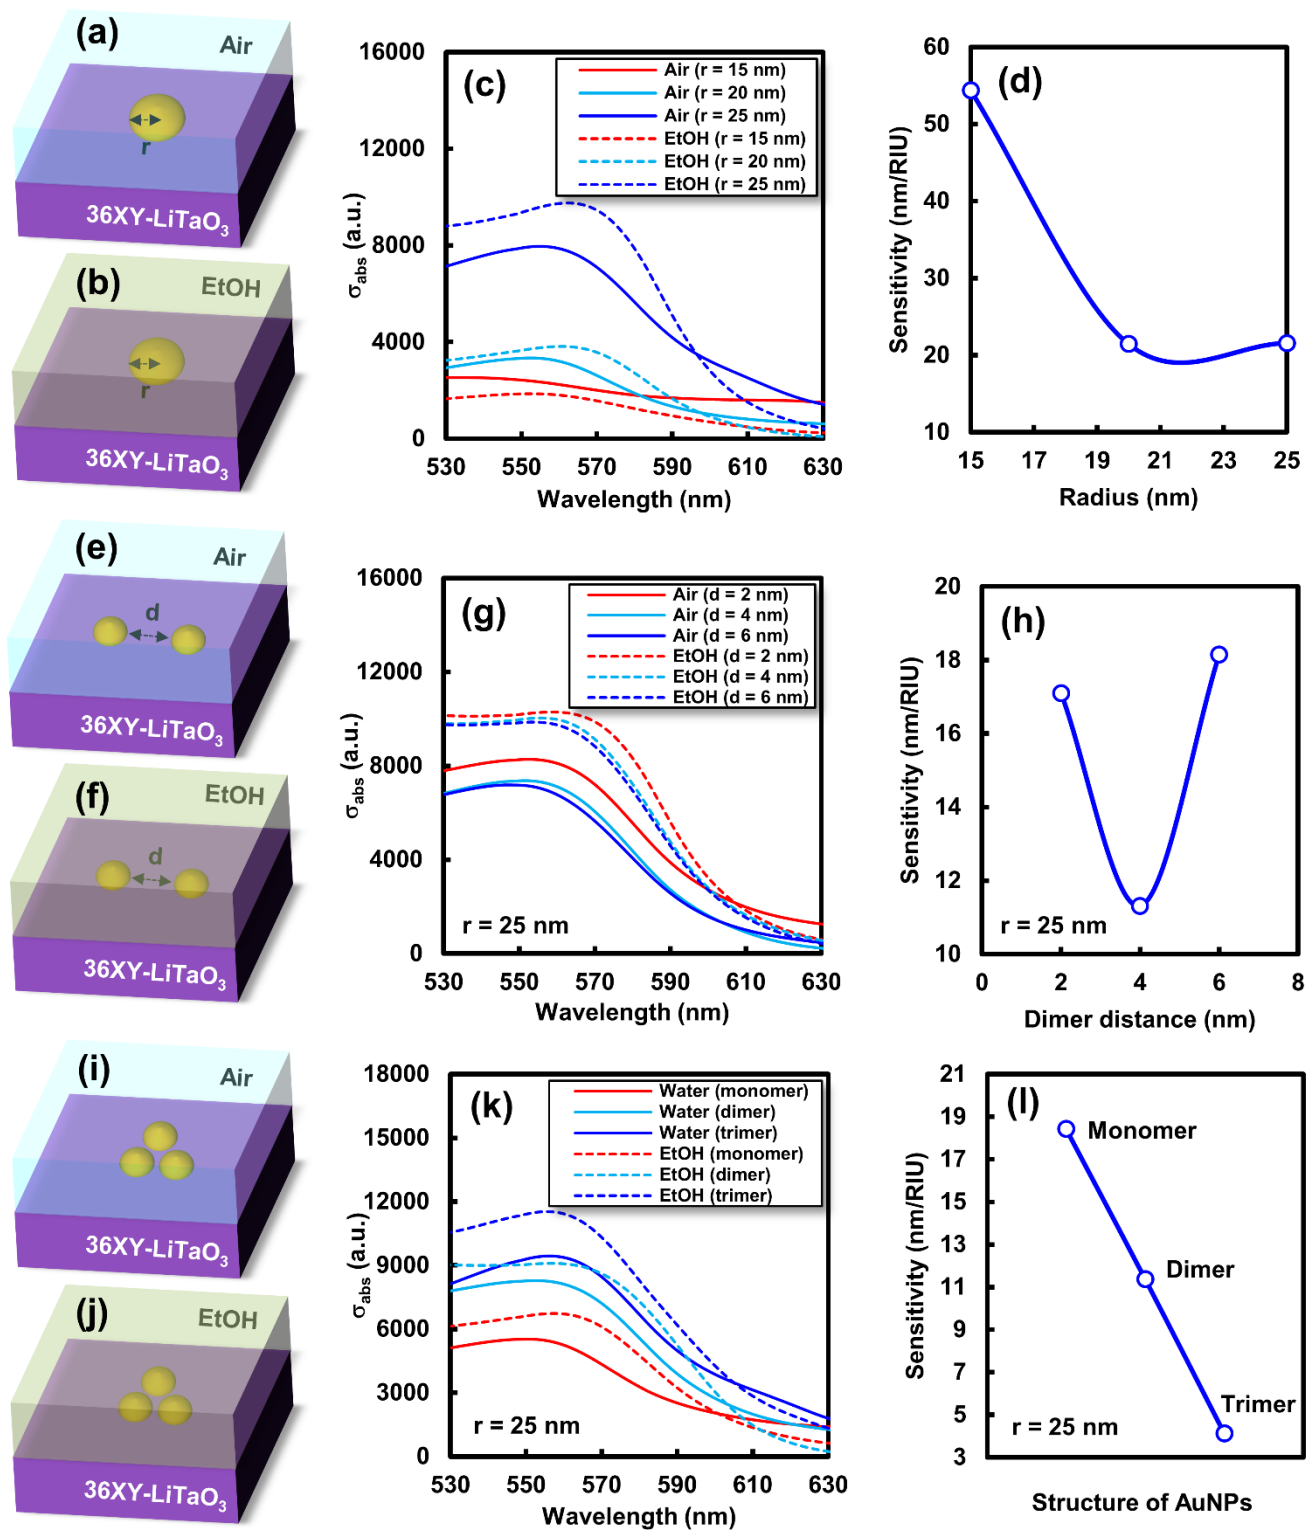 (a)
Air
r
36XY-LiTaO3
(b)
EtOH
r
36XY-LiTaO3
(c)
16000
12000
8000
4000
0
σabs (a.u.)
Air (r = 15 nm)
Air (r = 20 nm)
Air (r = 25 nm)
EtOH (r = 15 nm)
EtOH (r = 20 nm)
EtOH (r = 25 nm)
530 550 570 590 610 630
Wavelength (nm)
(d)
60
50
40
30
20
10
Sensitivity (nm/RIU)
15 17 19 21 23 25
Radius (nm)
(e)
Air
d
36XY-LiTaO3
(f)
EtOH
d
36XY-LiTaO3
(g)
16000
12000
8000
4000
0
σabs (a.u.)
Air (d = 2 nm)
Air (d = 4 nm)
Air (d = 6 nm)
EtOH (d = 2 nm)
EtOH (d = 4 nm)
EtOH (d = 6 nm)
r = 25 nm
530 550 570 590 610 630
Wavelength (nm)
(h)
20
18
16
14
12
10
Sensitivity (nm/RIU)
r = 25 nm
0 2 4 6 8
Dimer distance (nm)
(i)
Air
36XY-LiTaO3
(j)
EtOH
36XY-LiTaO3
(k)
18000
15000
12000
9000
6000
3000
0
σabs (a.u.)
Water (monomer)
Water (dimer)
Water (trimer)
EtOH (monomer)
EtOH (dimer)
EtOH (trimer)
r = 25 nm
530 550 570 590 610 630
Wavelength (nm)
(l)
21
19
17
15
13
11
9
7
5
3
Sensitivity (nm/RIU)
Monomer
Dimer
Trimer
r = 25 nm
Structure of AuNPs